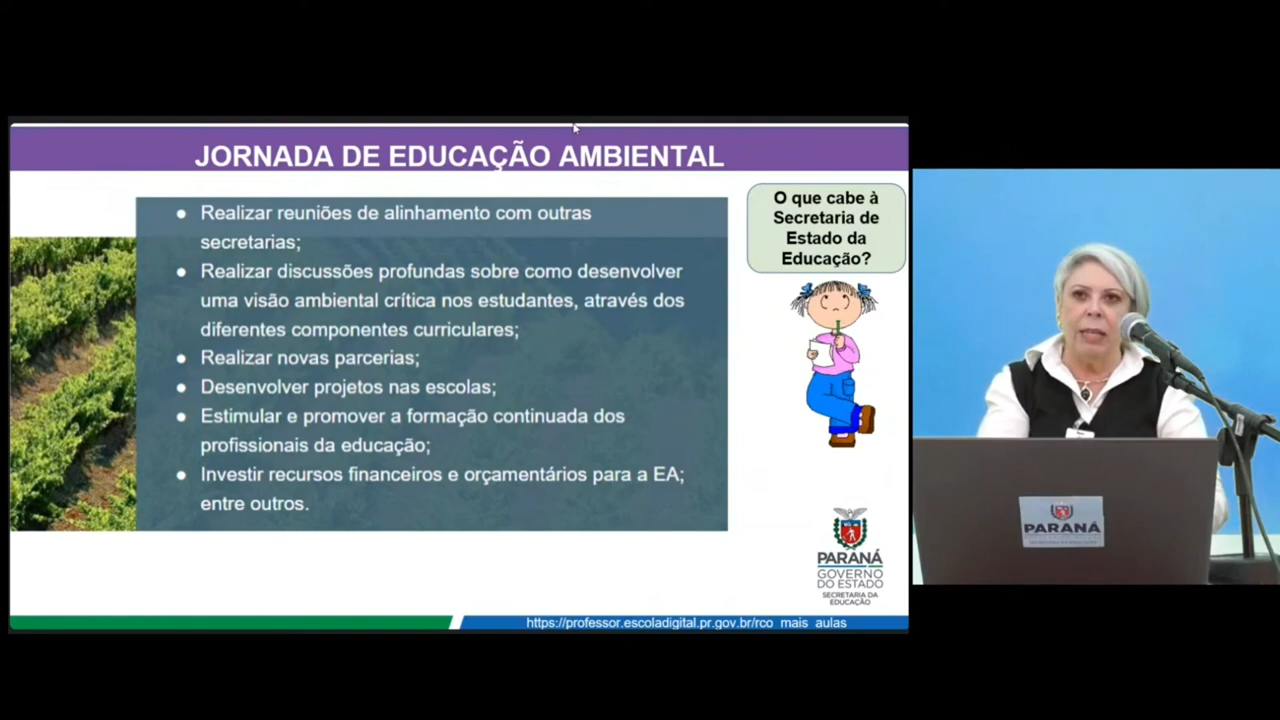 JORNADA DE EDUCAÇÃO AMBIENTAL
● Realizar reuniões de alinhamento com outras
secretarias;
● Realizar discussões profundas sobre como desenvolver
uma visão ambiental crítica nos estudantes, através dos
diferentes componentes curriculares;
● Realizar novas parcerias;
● Desenvolver projetos nas escolas;
● Estimular e promover a formação continuada dos
profissionais da educação;
● Investir recursos financeiros e orçamentários para a EA;
entre outros.
O que cabe à
Secretaria de
Estado da
Educação?
PARANÁ
GOVERNO
DO ESTADO
SECRETARIA DA
EDUCAÇÃO
https://professor.escoladigital.pr.gov.br/rco_mais_aulas
PARANÁ